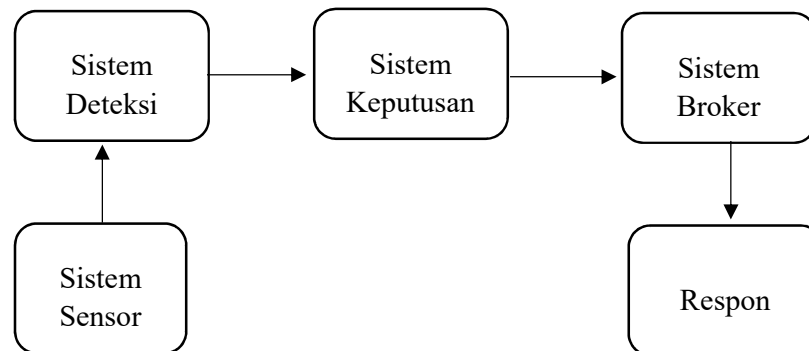 Sistem
Deteksi
Sistem
Keputusan
Sistem
Broker
Sistem
Sensor
Respon